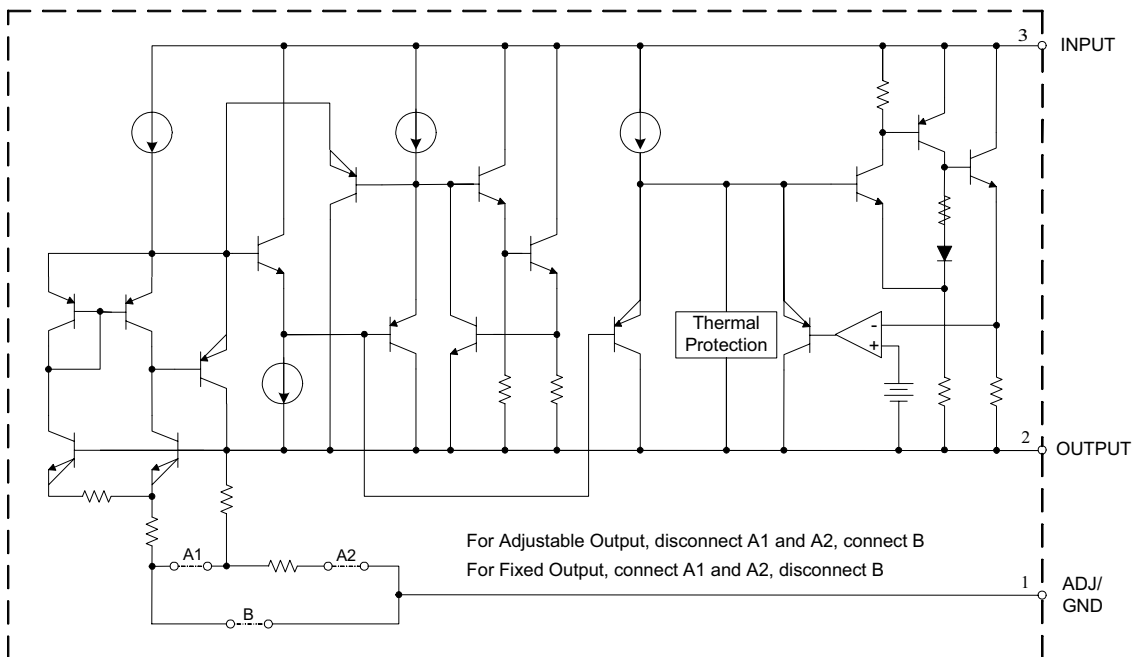 3
INPUT
Thermal
Protection
-
+
2
OUTPUT
A1
A2
For Adjustable Output, disconnect A1 and A2, connect B
For Fixed Output, connect A1 and A2, disconnect B
B
1
ADJ/
GND